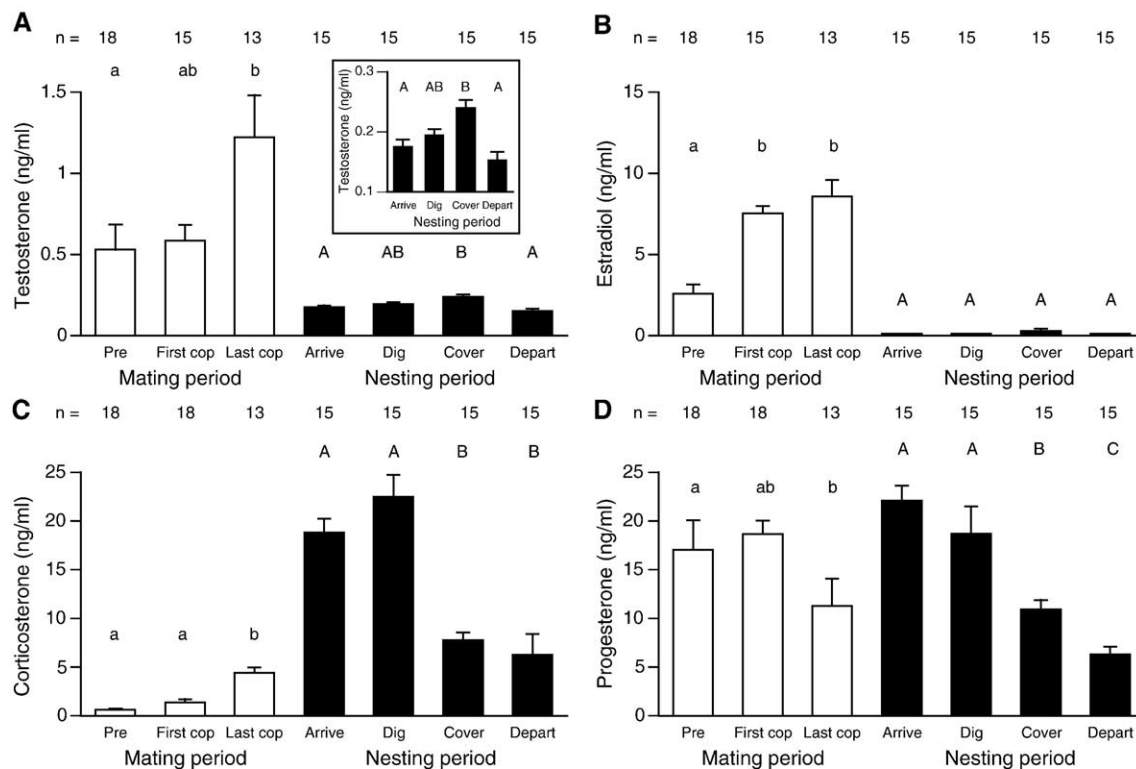 A
n = 18 15 13 15 15 15 15
a ab b
Testosterone (ng/ml)
1.5
1
0.5
0
A AB B A
Pre First cop Last cop Arrive Dig Cover Depart
Mating period Nesting period
Testosterone (ng/ml)
0.3
0.2
0.1
A AB B A
Arrive Dig Cover Depart
Nesting period
B
n = 18 15 13 15 15 15 15
Estradiol (ng/ml)
15
10
5
0
a b b
A A A A
Pre First cop Last cop Arrive Dig Cover Depart
Mating period Nesting period
C
n = 18 18 13 15 15 15 15
A A B B
Corticosterone (ng/ml)
25
20
15
10
5
0
a a b
Pre First cop Last cop Arrive Dig Cover Depart
Mating period Nesting period
D
n = 18 18 13 15 15 15 15
A A B C
a ab b
Progesterone (ng/ml)
25
20
15
10
5
0
Pre First cop Last cop Arrive Dig Cover Depart
Mating period Nesting period